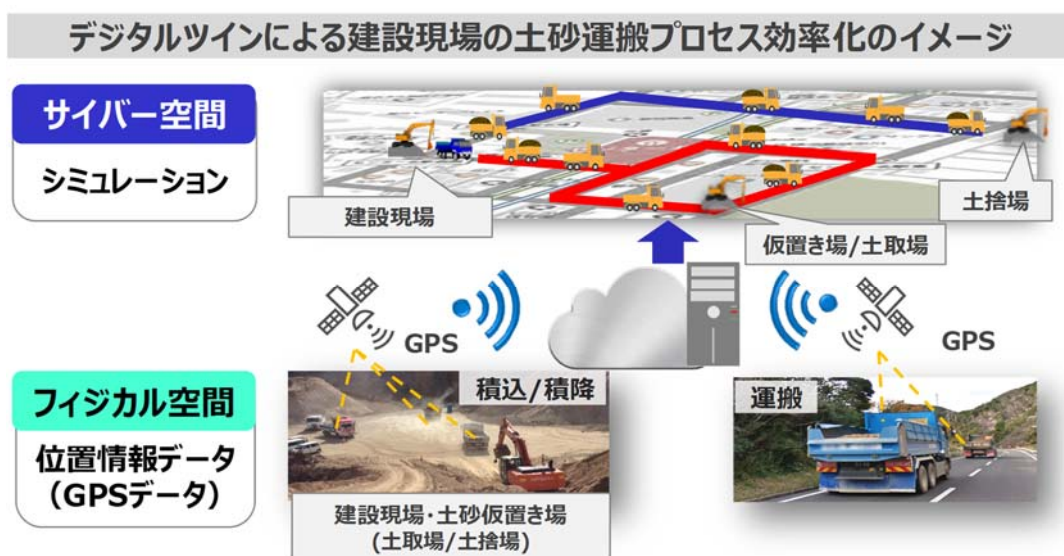 デジタルツインによる建設現場の土砂運搬プロセス効率化のイメージ
サイバー空間
シミュレーション
建設現場
土捨場
仮置き場/土取場
GPS
GPS
フィジカル空間
位置情報データ
(GPSデータ)
積込/積降
運搬
建設現場・土砂仮置き場
(土取場/土捨場)